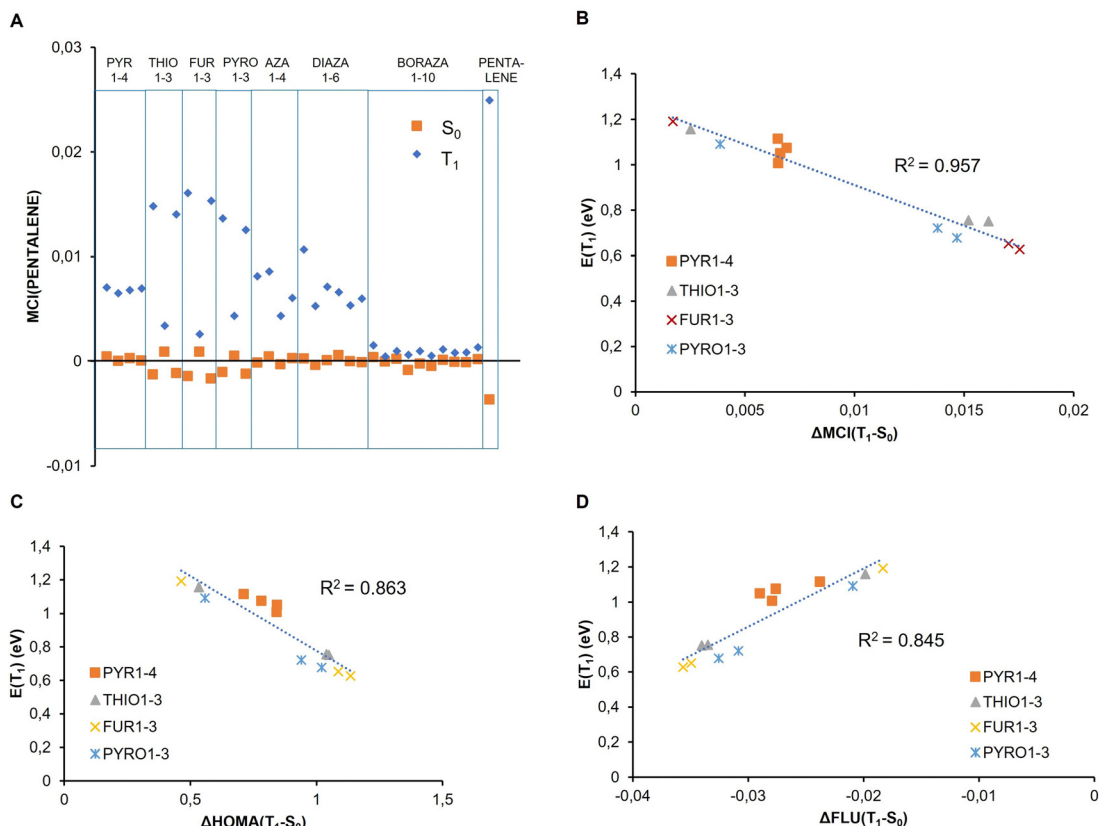 A
0,03
0,02
0,01
0
-0,01
MCI(PENTALENE)
PYR THIO FUR PYRO AZA DIAZA BORAZA PENTA-
1-4 1-3 1-3 1-3 1-4 1-6 1-10 LENE
S₀
T₁
B
1,4
1,2
1
0,8
0,6
0,4
0,2
0
E(T₁) (eV)
R² = 0.957
PYR1-4
THIO1-3
FUR1-3
PYRO1-3
0 0,005 0,01 0,015 0,02
ΔMCI(T₁-S₀)
C
1,4
1,2
1
0,8
0,6
0,4
0,2
0
E(T₁) (eV)
R² = 0.863
PYR1-4
THIO1-3
FUR1-3
PYRO1-3
0 0,5 1 1,5
ΔHOMA(T₁-S₀)
D
1,4
1,2
1
0,8
0,6
0,4
0,2
0
E(T₁) (eV)
R² = 0.845
PYR1-4
THIO1-3
FUR1-3
PYRO1-3
-0,04 -0,03 -0,02 -0,01 0
ΔFLU(T₁-S₀)